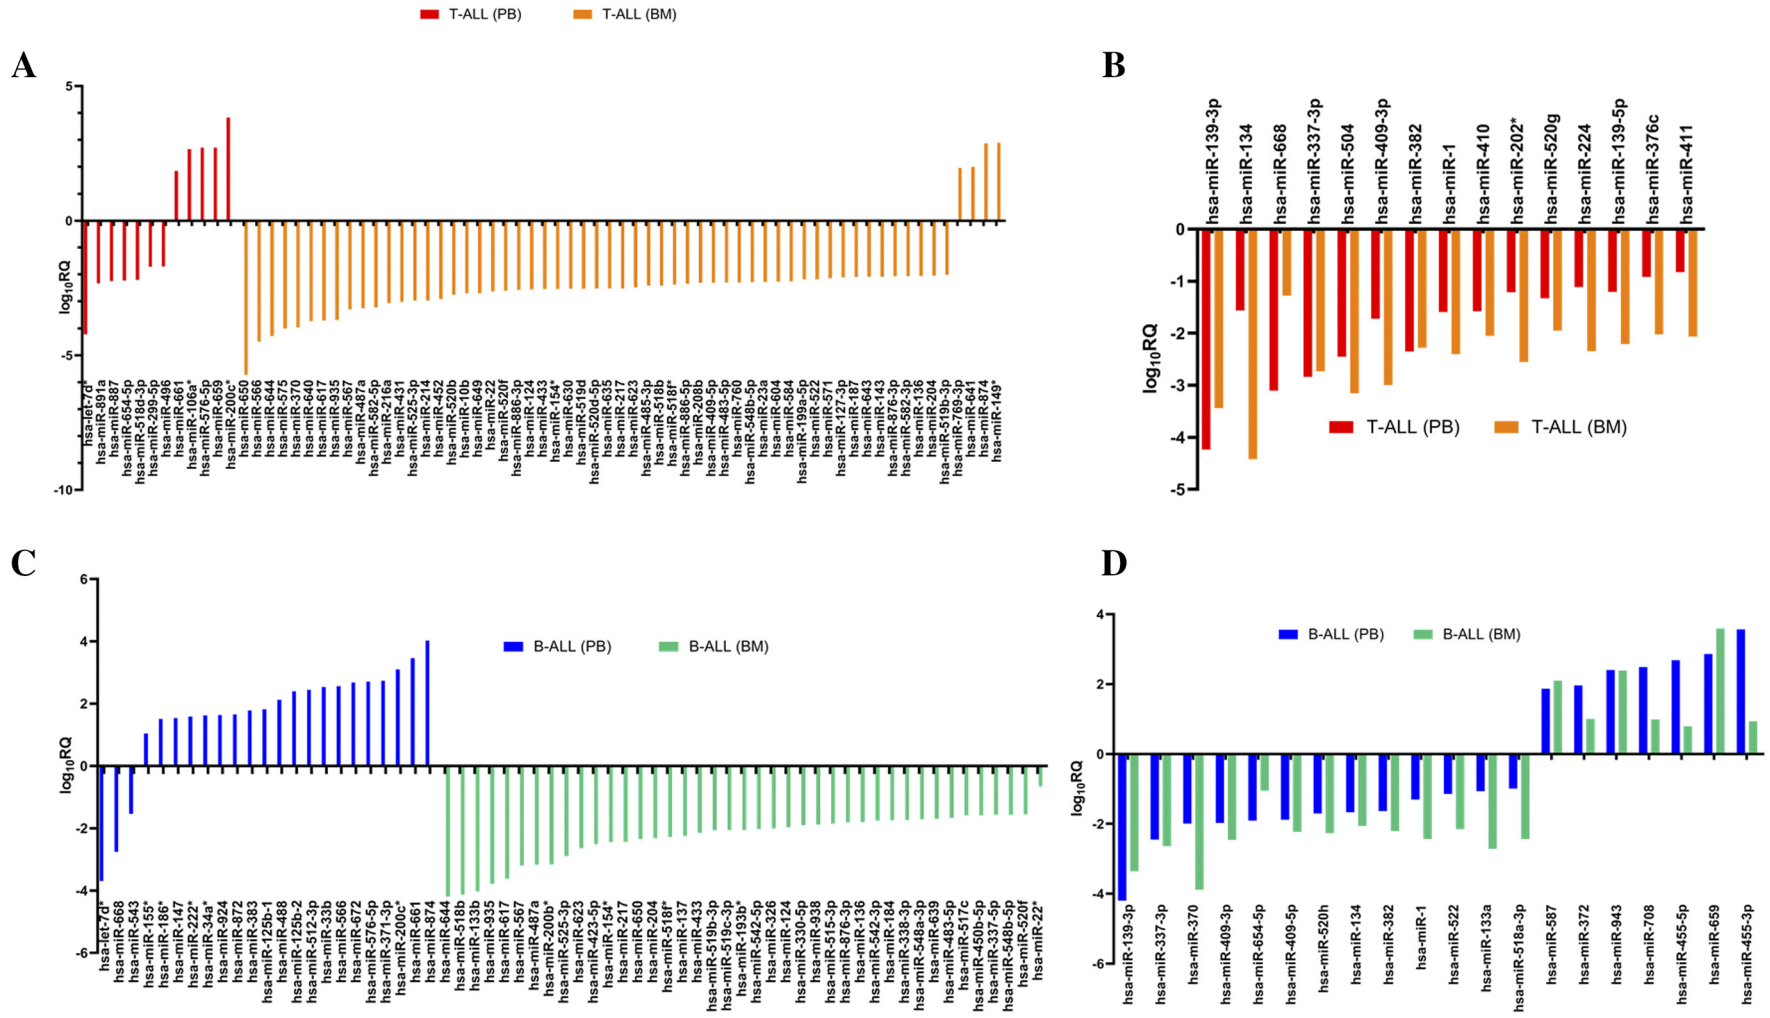 T-ALL (PB)
T-ALL (BM)
A
5
0
-5
-10
log10RQ
hsa-let-7d*
hsa-miR-891a
hsa-miR-887
hsa-miR-654-5p
hsa-miR-518d-3p
hsa-miR-299-5p
hsa-miR-496
hsa-miR-661
hsa-miR-106a*
hsa-miR-576-5p
hsa-miR-659
hsa-miR-200c*
hsa-miR-650
hsa-miR-566
hsa-miR-644
hsa-miR-575
hsa-miR-370
hsa-miR-640
hsa-miR-617
hsa-miR-935
hsa-miR-567
hsa-miR-487a
hsa-miR-582-5p
hsa-miR-216a
hsa-miR-431
hsa-miR-525-3p
hsa-miR-214
hsa-miR-452
hsa-miR-520b
hsa-miR-10b
hsa-miR-649
hsa-miR-22
hsa-miR-520f
hsa-miR-886-3p
hsa-miR-124
hsa-miR-433
hsa-miR-154*
hsa-miR-630
hsa-miR-519d
hsa-miR-520d-5p
hsa-miR-635
hsa-miR-217
hsa-miR-623
hsa-miR-485-3p
hsa-miR-518b
hsa-miR-518f*
hsa-miR-886-5p
hsa-miR-208b
hsa-miR-409-5p
hsa-miR-483-5p
hsa-miR-760
hsa-miR-548b-5p
hsa-miR-23a
hsa-miR-604
hsa-miR-584
hsa-miR-199a-5p
hsa-miR-522
hsa-miR-571
hsa-miR-127-3p
hsa-miR-187
hsa-miR-643
hsa-miR-143
hsa-miR-876-3p
hsa-miR-582-3p
hsa-miR-136
hsa-miR-204
hsa-miR-519b-3p
hsa-miR-769-3p
hsa-miR-641
hsa-miR-874
hsa-miR-149*
B
hsa-miR-139-3p
hsa-miR-134
hsa-miR-668
hsa-miR-337-3p
hsa-miR-504
hsa-miR-409-3p
hsa-miR-382
hsa-miR-1
hsa-miR-410
hsa-miR-202*
hsa-miR-520g
hsa-miR-224
hsa-miR-139-5p
hsa-miR-376c
hsa-miR-411
0
-1
-2
-3
-4
-5
log10RQ
T-ALL (PB)
T-ALL (BM)
C
6
4
2
0
-2
-4
-6
log10RQ
B-ALL (PB)
B-ALL (BM)
hsa-let-7d*
hsa-miR-668
hsa-miR-543
hsa-miR-155*
hsa-miR-186*
hsa-miR-147
hsa-miR-222*
hsa-miR-34a*
hsa-miR-924
hsa-miR-872
hsa-miR-383
hsa-miR-125b-1
hsa-miR-488
hsa-miR-125b-2
hsa-miR-512-3p
hsa-miR-33b
hsa-miR-566
hsa-miR-672
hsa-miR-576-5p
hsa-miR-371-3p
hsa-miR-200c*
hsa-miR-661
hsa-miR-874
hsa-miR-644
hsa-miR-518b
hsa-miR-133b
hsa-miR-935
hsa-miR-617
hsa-miR-567
hsa-miR-487a
hsa-miR-200b*
hsa-miR-525-3p
hsa-miR-623
hsa-miR-423-5p
hsa-miR-154*
hsa-miR-217
hsa-miR-650
hsa-miR-204
hsa-miR-518f*
hsa-miR-137
hsa-miR-433
hsa-miR-519b-3p
hsa-miR-519c-3p
hsa-miR-193b*
hsa-miR-542-5p
hsa-miR-326
hsa-miR-124
hsa-miR-330-5p
hsa-miR-938
hsa-miR-515-3p
hsa-miR-876-3p
hsa-miR-136
hsa-miR-542-3p
hsa-miR-184
hsa-miR-338-3p
hsa-miR-548a-3p
hsa-miR-639
hsa-miR-483-5p
hsa-miR-517c
hsa-miR-450b-5p
hsa-miR-337-5p
hsa-miR-548b-5p
hsa-miR-520f
hsa-miR-22*
D
4
2
0
-2
-4
-6
log10RQ
B-ALL (PB)
B-ALL (BM)
hsa-miR-139-3p
hsa-miR-337-3p
hsa-miR-370
hsa-miR-409-3p
hsa-miR-654-5p
hsa-miR-409-5p
hsa-miR-520h
hsa-miR-134
hsa-miR-382
hsa-miR-1
hsa-miR-522
hsa-miR-133a
hsa-miR-518a-3p
hsa-miR-587
hsa-miR-372
hsa-miR-943
hsa-miR-708
hsa-miR-455-5p
hsa-miR-659
hsa-miR-455-3p